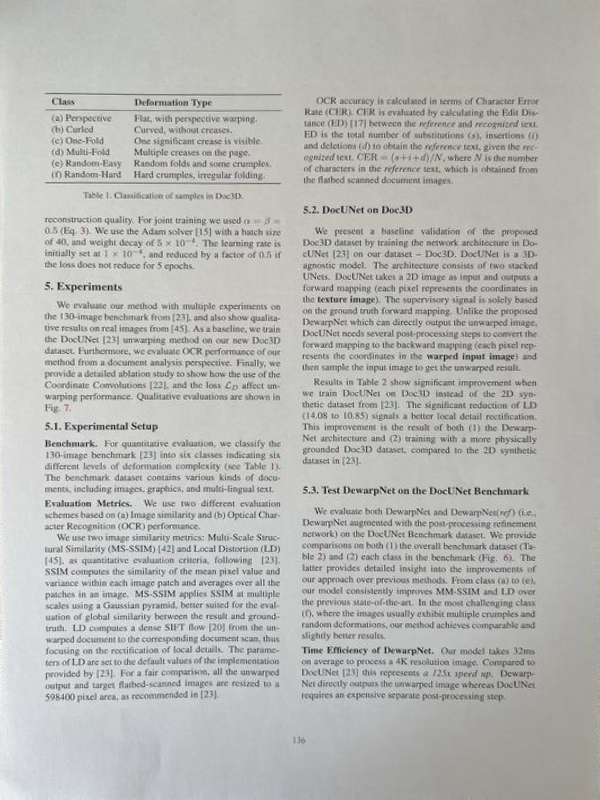 Class Deformation Type
(a) Perspective Flat, with perspective warping.
(b) Curled Curved, without creases.
(c) One-Fold One significant crease is visible.
(d) Multi-Fold Multiple creases on the page.
(e) Random-Easy Random folds and some crumples.
(f) Random-Hard Hard crumples, irregular folding.
Table 1. Classification of samples in Doc3D.
reconstruction quality. For joint training we used α = β =
0.5 (Eq. 3). We use the Adam solver [15] with a batch size
of 40, and weight decay of 5 × 10⁻⁴. The learning rate is
initially set at 1 × 10⁻⁴, and reduced by a factor of 0.5 if
the loss does not reduce for 5 epochs.
5. Experiments
We evaluate our method with multiple experiments on
the 130-image benchmark from [23], and also show qualita-
tive results on real images from [45]. As a baseline, we train
the DocUNet [23] unwarping method on our new Doc3D
dataset. Furthermore, we evaluate OCR performance of our
method from a document analysis perspective. Finally, we
provide a detailed ablation study to show how the use of the
Coordinate Convolutions [22], and the loss 𝓛D affect un-
warping performance. Qualitative evaluations are shown in
Fig. 7.
5.1. Experimental Setup
Benchmark. For quantitative evaluation, we classify the
130-image benchmark [23] into six classes indicating six
different levels of deformation complexity (see Table 1).
The benchmark dataset contains various kinds of docu-
ments, including images, graphics, and multi-lingual text.
Evaluation Metrics. We use two different evaluation
schemes based on (a) Image similarity and (b) Optical Char-
acter Recognition (OCR) performance.
We use two image similarity metrics: Multi-Scale Struc-
tural Similarity (MS-SSIM) [42] and Local Distortion (LD)
[45], as quantitative evaluation criteria, following [23].
SSIM computes the similarity of the mean pixel value and
variance within each image patch and averages over all the
patches in an image. MS-SSIM applies SSIM at multiple
scales using a Gaussian pyramid, better suited for the eval-
uation of global similarity between the result and ground-
truth. LD computes a dense SIFT flow [20] from the un-
warped document to the corresponding document scan, thus
focusing on the rectification of local details. The parame-
ters of LD are set to the default values of the implementation
provided by [23]. For a fair comparison, all the unwarped
output and target flatbed-scanned images are resized to a
598400 pixel area, as recommended in [23].
OCR accuracy is calculated in terms of Character Error
Rate (CER). CER is evaluated by calculating the Edit Dis-
tance (ED) [17] between the reference and recognized text.
ED is the total number of substitutions (s), insertions (i)
and deletions (d) to obtain the reference text, given the rec-
ognized text. CER = (s+i+d)/N, where N is the number
of characters in the reference text, which is obtained from
the flatbed scanned document images.
5.2. DocUNet on Doc3D
We present a baseline validation of the proposed
Doc3D dataset by training the network architecture in Do-
cUNet [23] on our dataset – Doc3D. DocUNet is a 3D-
agnostic model. The architecture consists of two stacked
UNets. DocUNet takes a 2D image as input and outputs a
forward mapping (each pixel represents the coordinates in
the texture image). The supervisory signal is solely based
on the ground truth forward mapping. Unlike the proposed
DewarpNet which can directly output the unwarped image,
DocUNet needs several post-processing steps to convert the
forward mapping to the backward mapping (each pixel rep-
resents the coordinates in the warped input image) and
then sample the input image to get the unwarped result.
Results in Table 2 show significant improvement when
we train DocUNet on Doc3D instead of the 2D syn-
thetic dataset from [23]. The significant reduction of LD
(14.08 to 10.85) signals a better local detail rectification.
This improvement is the result of both (1) the Dewarp-
Net architecture and (2) training with a more physically
grounded Doc3D dataset, compared to the 2D synthetic
dataset in [23].
5.3. Test DewarpNet on the DocUNet Benchmark
We evaluate both DewarpNet and DewarpNet(ref) (i.e.,
DewarpNet augmented with the post-processing refinement
network) on the DocUNet Benchmark dataset. We provide
comparisons on both (1) the overall benchmark dataset (Ta-
ble 2) and (2) each class in the benchmark (Fig. 6). The
latter provides detailed insight into the improvements of
our approach over previous methods. From class (a) to (e),
our model consistently improves MM-SSIM and LD over
the previous state-of-the-art. In the most challenging class
(f), where the images usually exhibit multiple crumples and
random deformations, our method achieves comparable and
slightly better results.
Time Efficiency of DewarpNet. Our model takes 32ms
on average to process a 4K resolution image. Compared to
DocUNet [23] this represents a 125x speed up. Dewarp-
Net directly outputs the unwarped image whereas DocUNet
requires an expensive separate post-processing step.
136